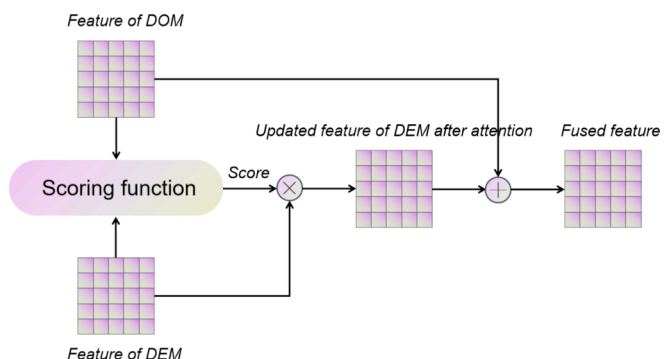 Feature of DOM
Updated feature of DEM after attention
Fused feature
Score
Scoring function
Feature of DEM